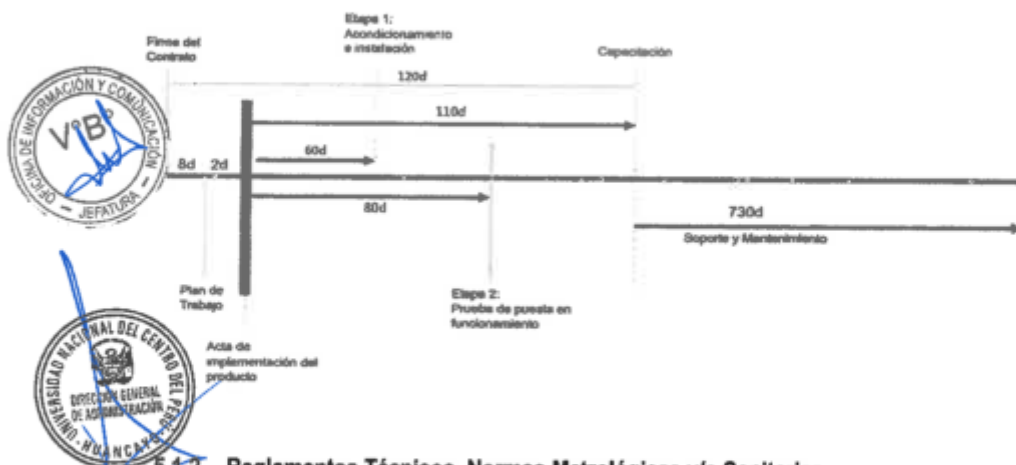 Etapa 1:
Acondicionamiento
e instalación
Firma del
Contrato
Capacitación
120d
110d
60d
8d 2d
80d
730d
Soporte y Mantenimiento
Plan de
Trabajo
Etapa 2:
Prueba de puesta en
funcionamiento
Acta de
implementación del
producto
OFICINA DE INFORMACIÓN Y COMUNICACIÓN
V°B°
JEFATURA
UNIVERSIDAD NACIONAL DEL CENTRO DEL PERÚ
DIRECCIÓN GENERAL
DE ADMINISTRACIÓN
HUANCAYO
Reglamentos Técnicos, Normas Metrológicas y/o Sanitarias